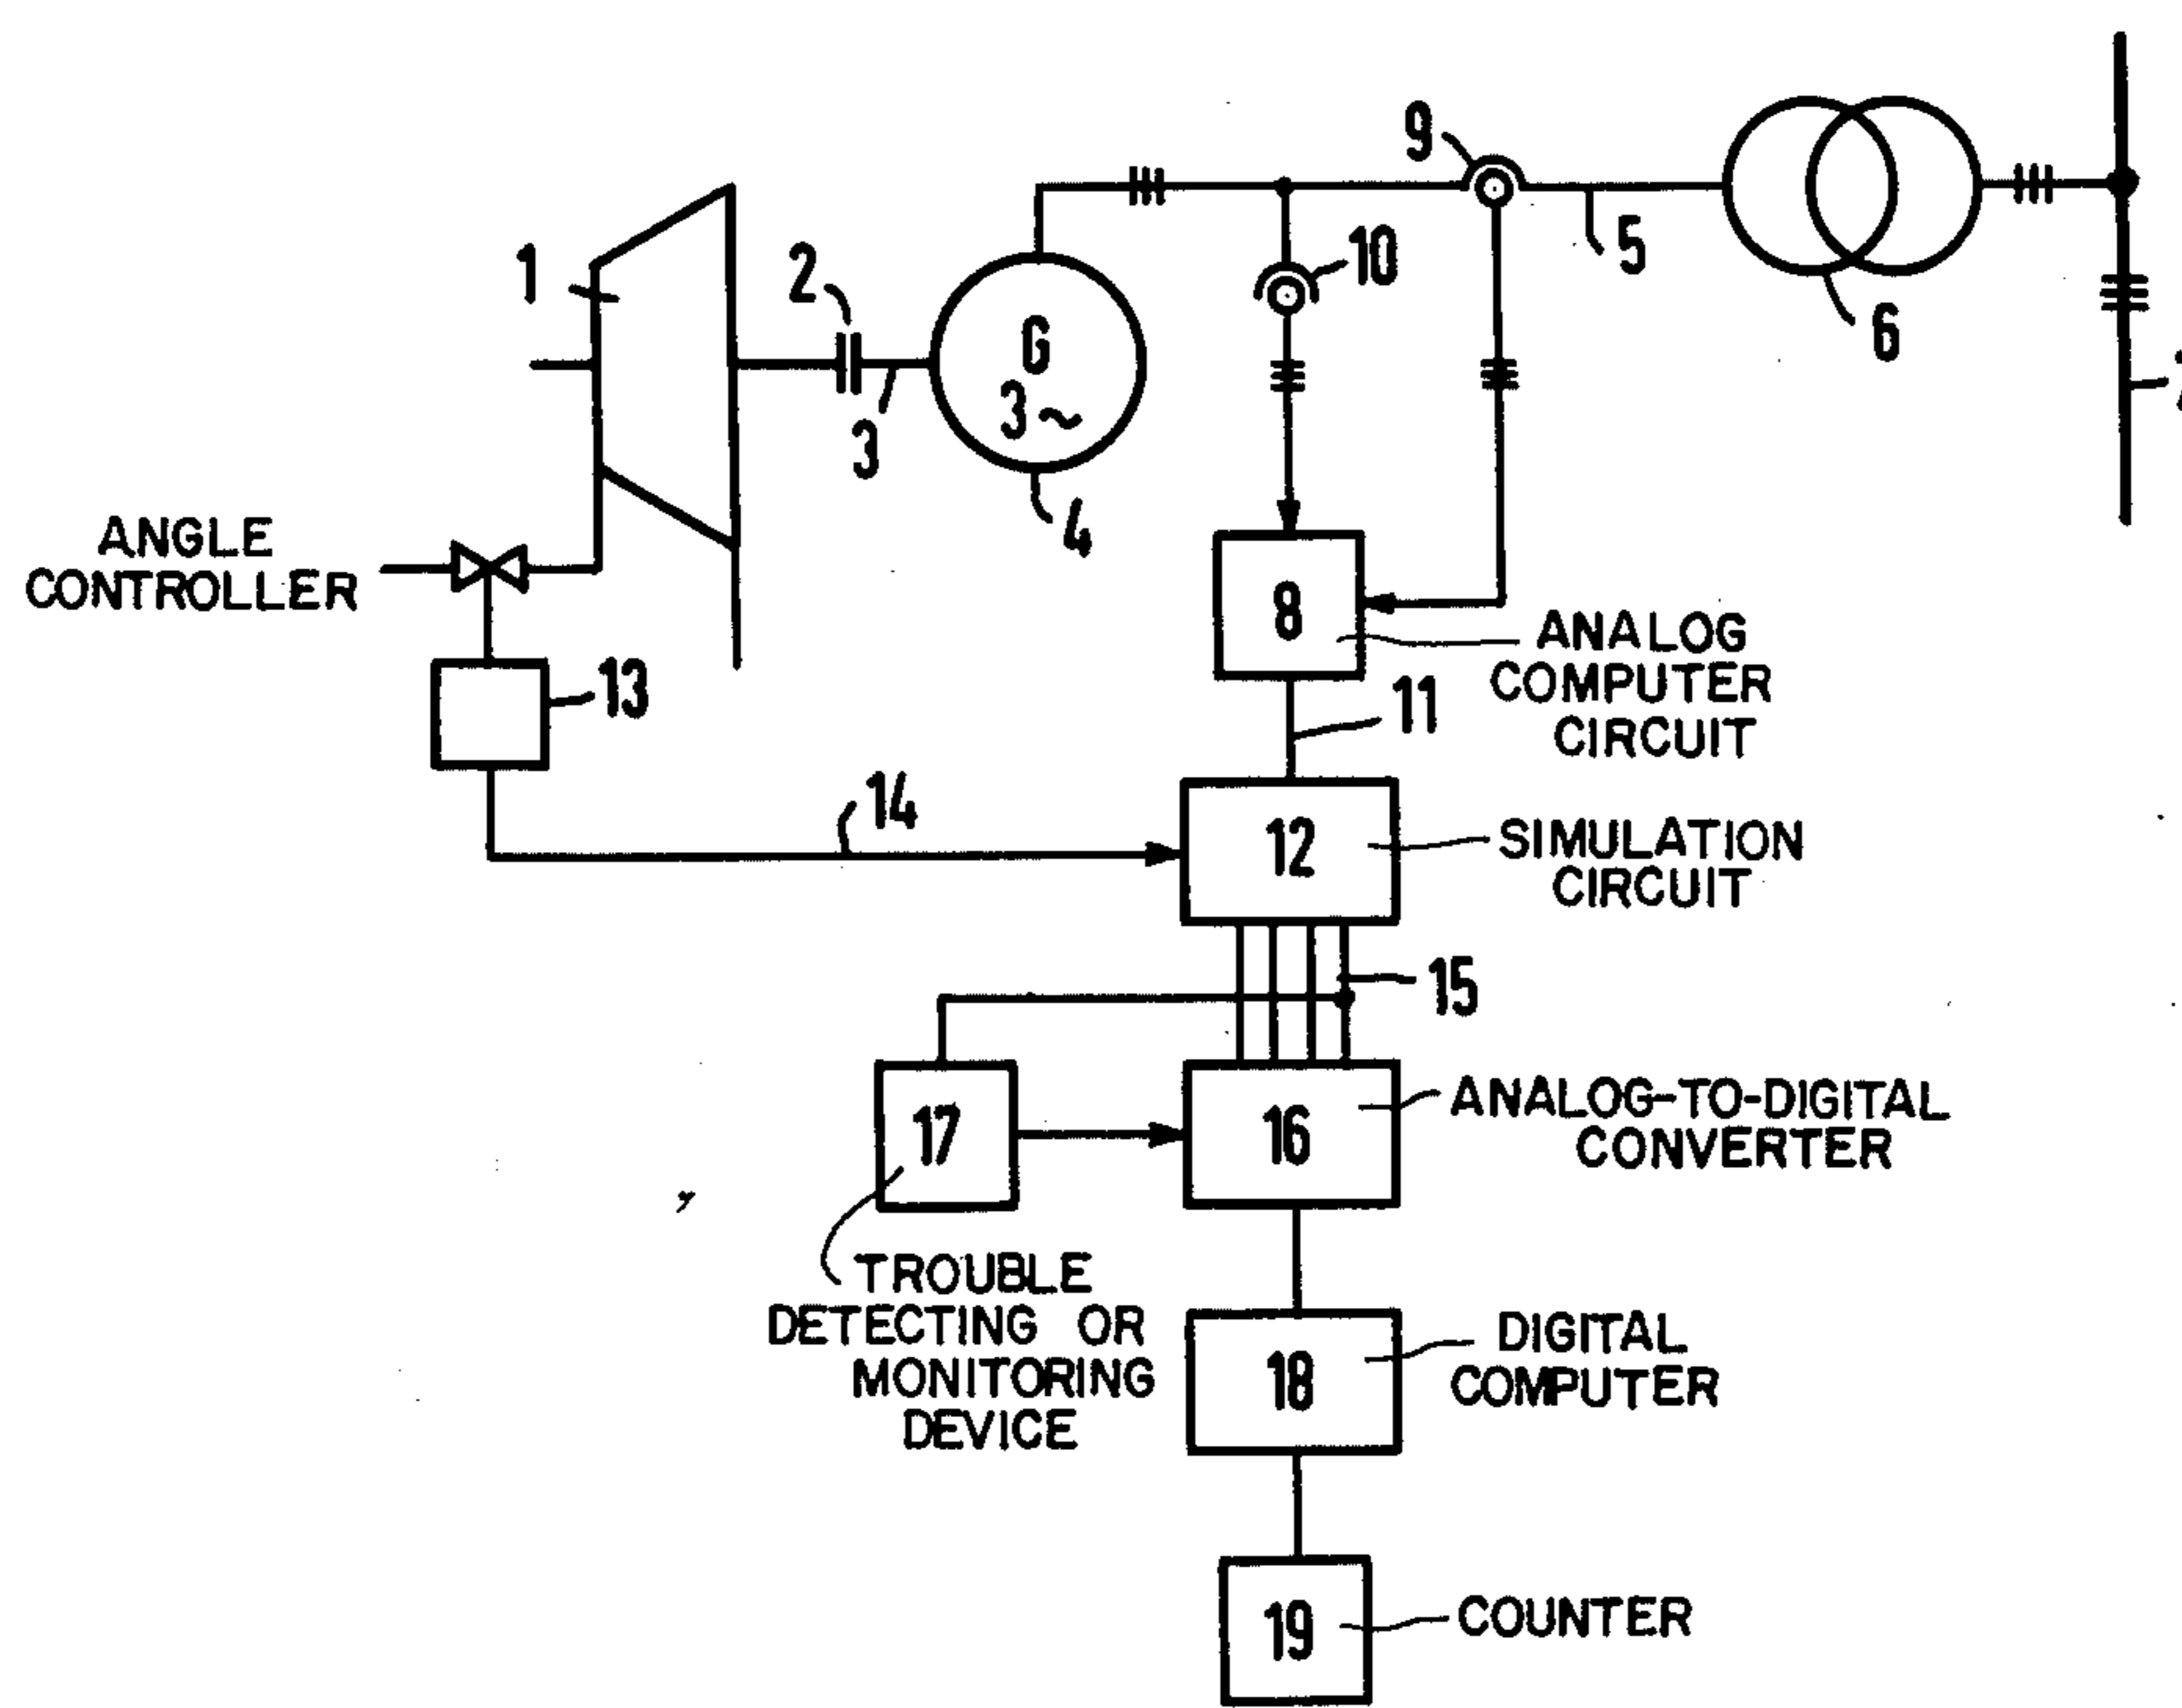 9
10
5
1
2
6
G
3~
3
4
ANGLE
CONTROLLER
8
ANALOG
COMPUTER
CIRCUIT
13
11
14
12
SIMULATION
CIRCUIT
15
17
16
ANALOG-TO-DIGITAL
CONVERTER
TROUBLE
DETECTING OR
MONITORING
DEVICE
18
DIGITAL
COMPUTER
19
COUNTER